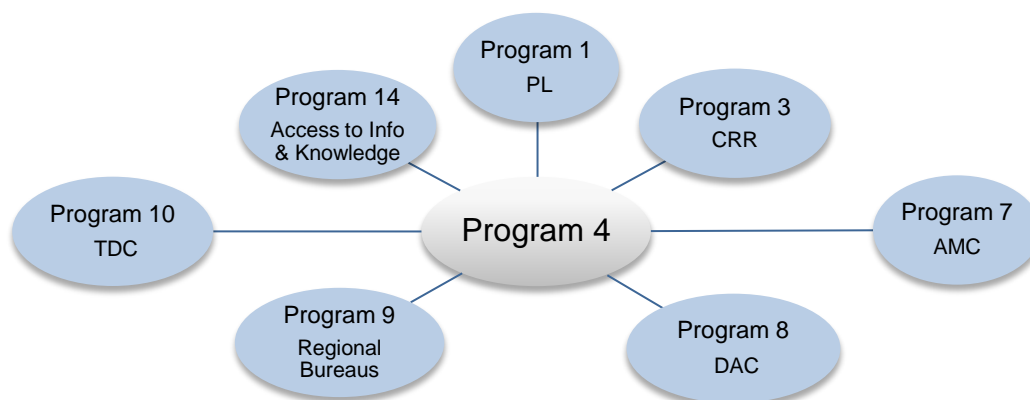 Program 1
PL
Program 14
Access to Info
& Knowledge
Program 3
CRR
Program 10
TDC
Program 4
Program 7
AMC
Program 9
Regional
Bureaus
Program 8
DAC